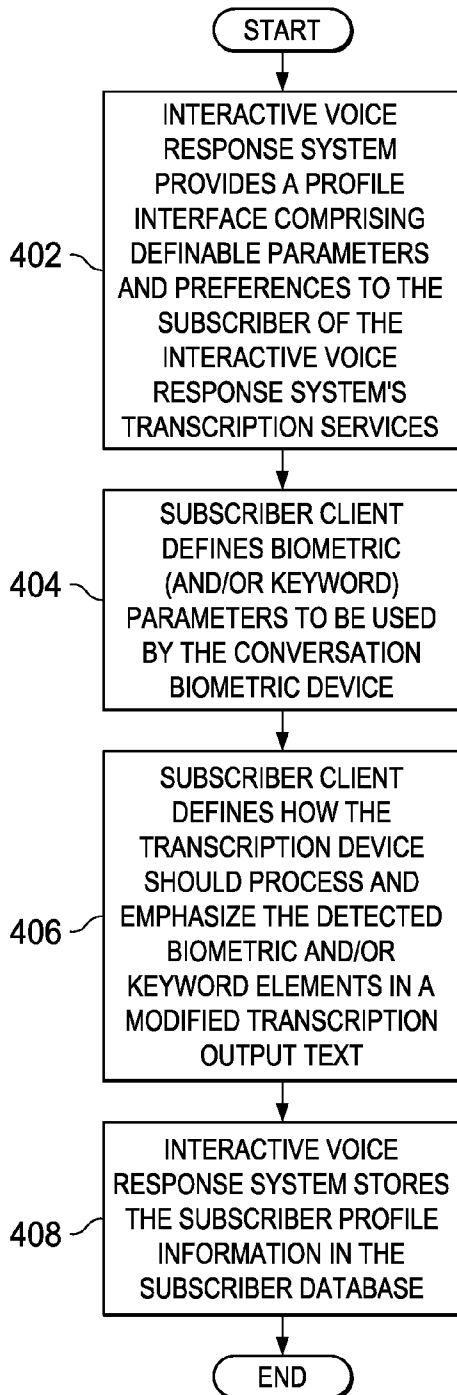 START
402
INTERACTIVE VOICE
RESPONSE SYSTEM
PROVIDES A PROFILE
INTERFACE COMPRISING
DEFINABLE PARAMETERS
AND PREFERENCES TO THE
SUBSCRIBER OF THE
INTERACTIVE VOICE
RESPONSE SYSTEM'S
TRANSCRIPTION SERVICES
404
SUBSCRIBER CLIENT
DEFINES BIOMETRIC
(AND/OR KEYWORD)
PARAMETERS TO BE USED
BY THE CONVERSATION
BIOMETRIC DEVICE
406
SUBSCRIBER CLIENT
DEFINES HOW THE
TRANSCRIPTION DEVICE
SHOULD PROCESS AND
EMPHASIZE THE DETECTED
BIOMETRIC AND/OR
KEYWORD ELEMENTS IN A
MODIFIED TRANSCRIPTION
OUTPUT TEXT
408
INTERACTIVE VOICE
RESPONSE SYSTEM STORES
THE SUBSCRIBER PROFILE
INFORMATION IN THE
SUBSCRIBER DATABASE
END